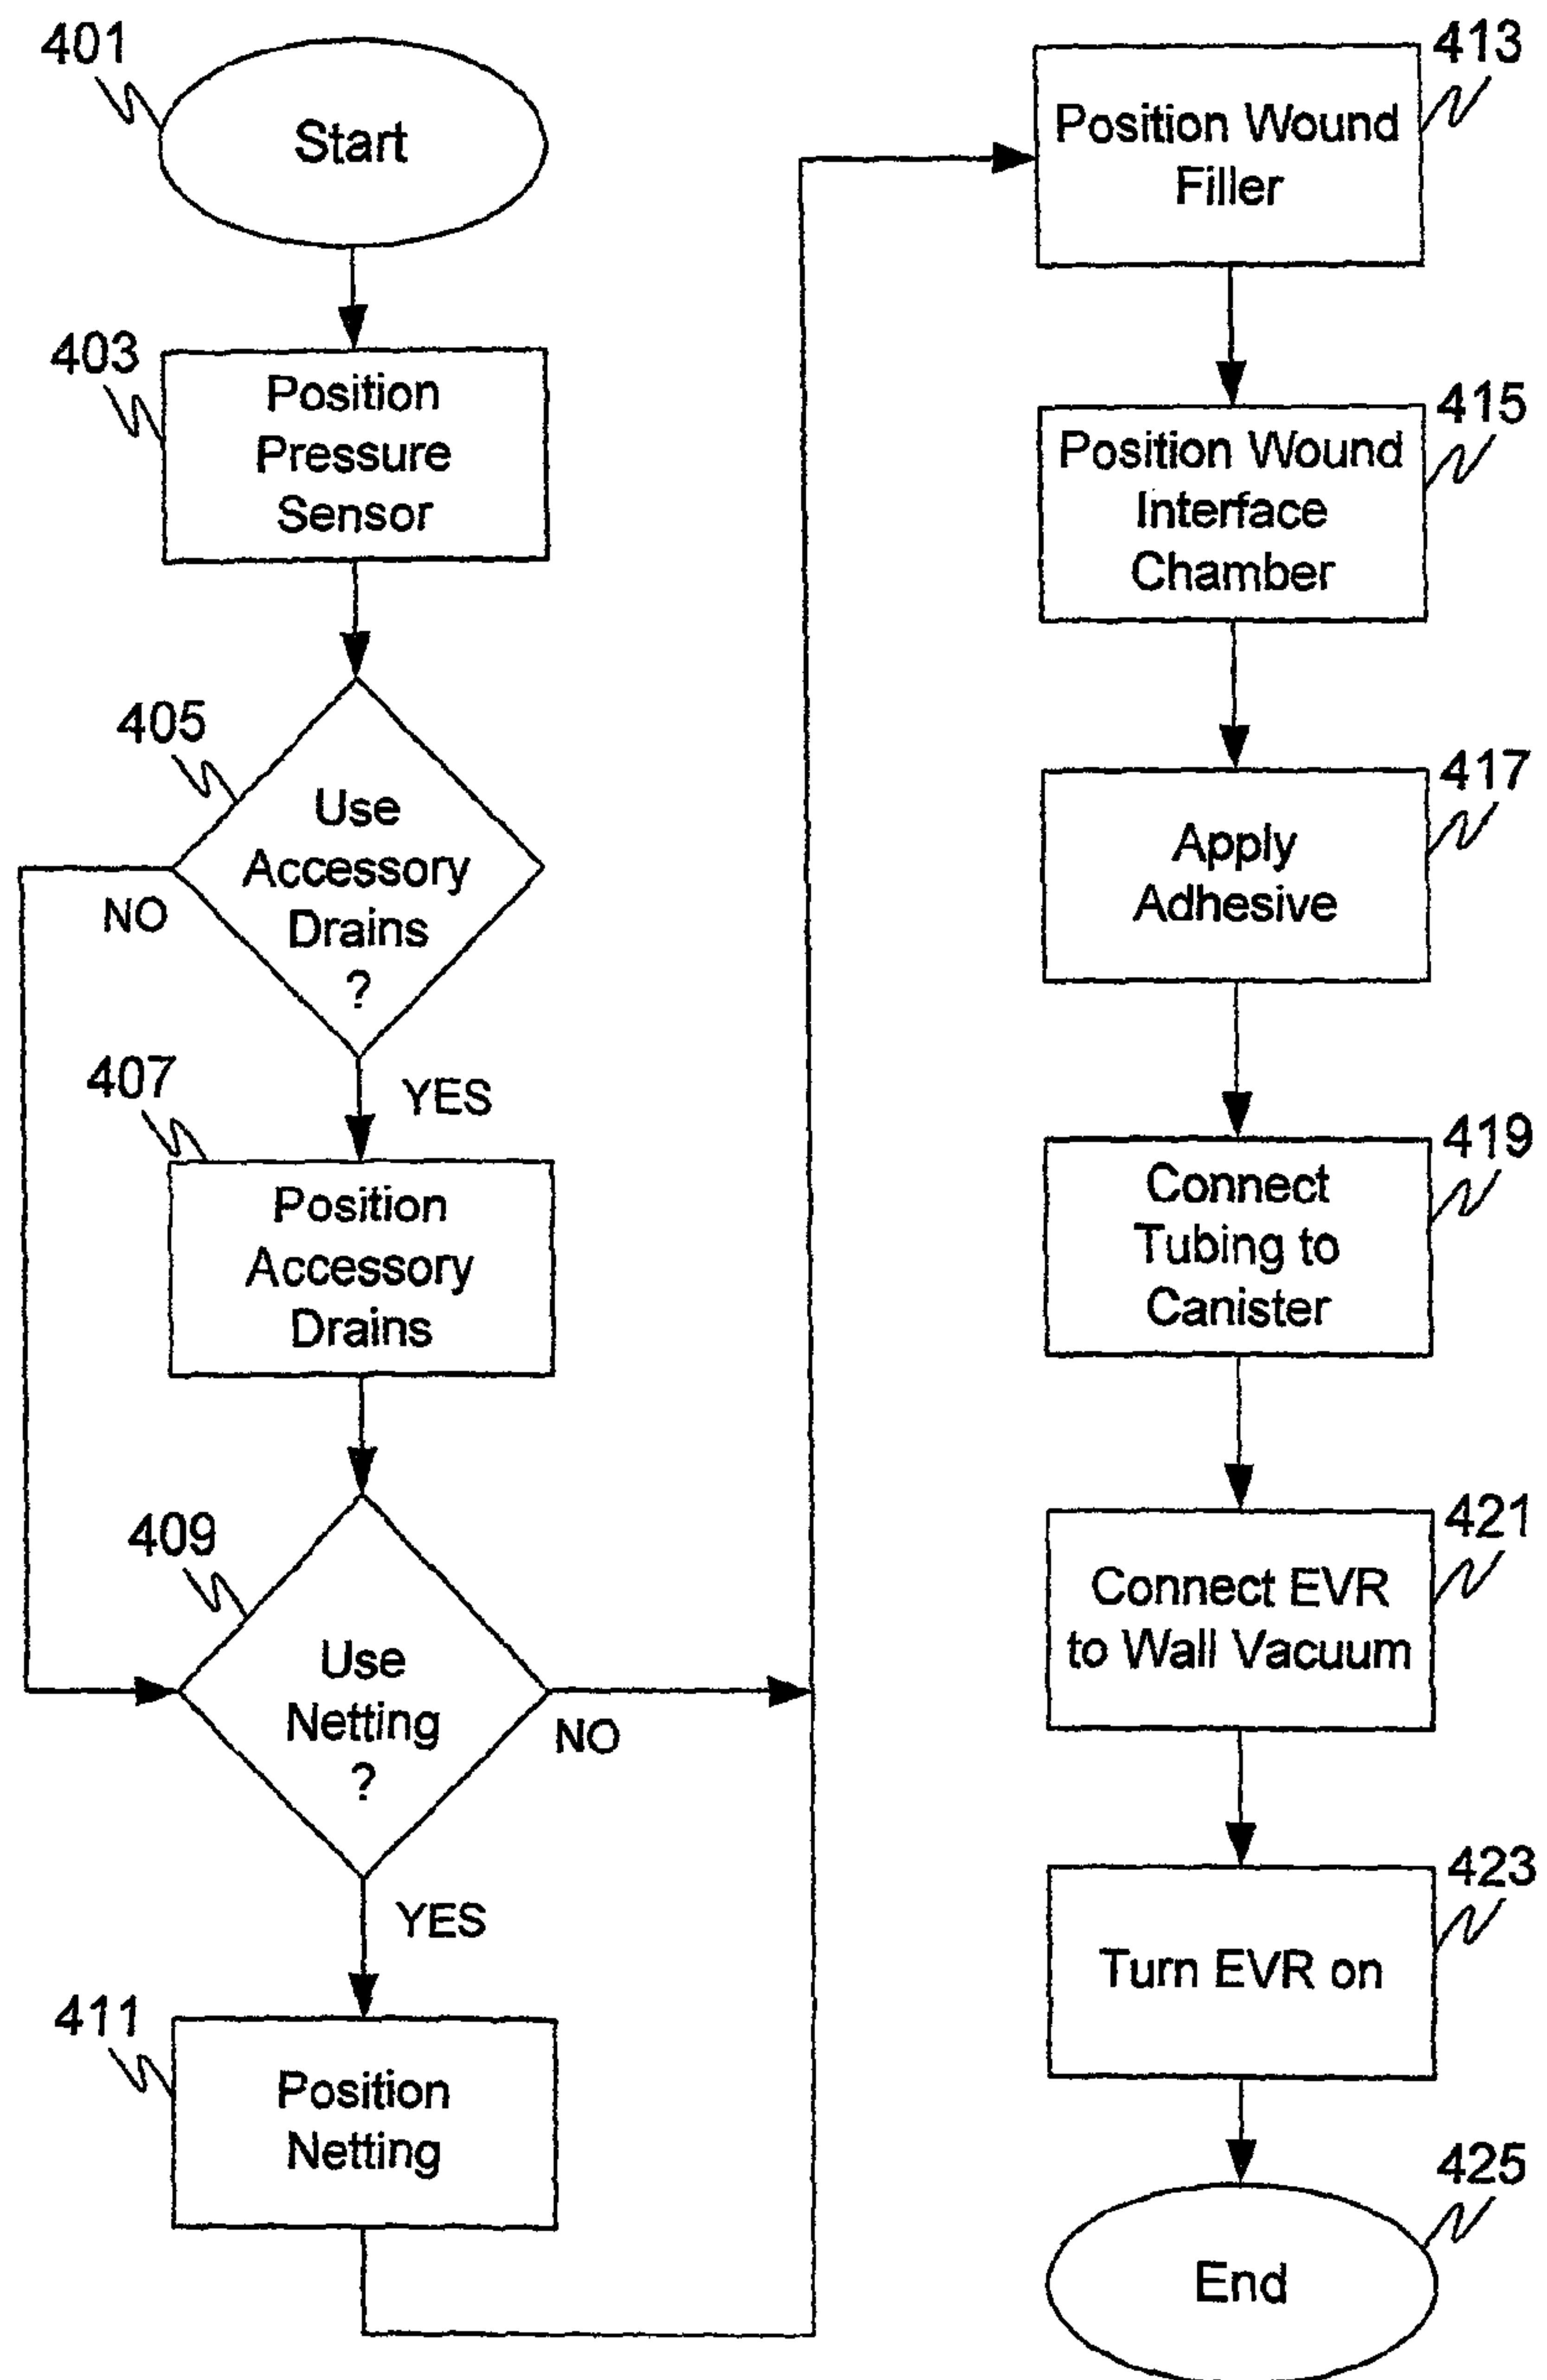 401
Start
403
Position
Pressure
Sensor
405
Use
Accessory
Drains
?
NO
YES
407
Position
Accessory
Drains
409
Use
Netting
?
NO
YES
411
Position
Netting
413
Position Wound
Filler
415
Position Wound
Interface
Chamber
417
Apply
Adhesive
419
Connect
Tubing to
Canister
421
Connect EVR
to Wall Vacuum
423
Turn EVR on
425
End